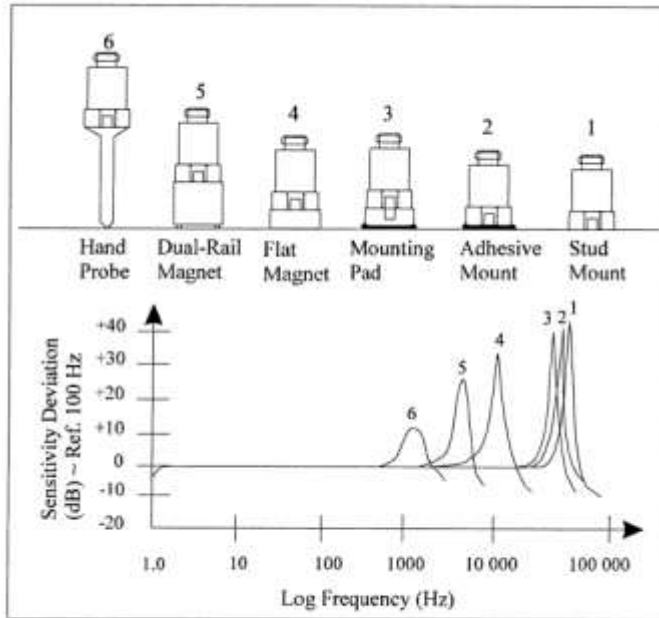 6
5
4
3
2
1
Hand Probe
Dual-Rail Magnet
Flat Magnet
Mounting Pad
Adhesive Mount
Stud Mount
Sensitivity Deviation
(dB) ~ Ref. 100 Hz
+40
+30
+20
+10
0
-10
-20
6
5
4
3
2
1
1.0
10
100
1000
10 000
100 000
Log Frequency (Hz)